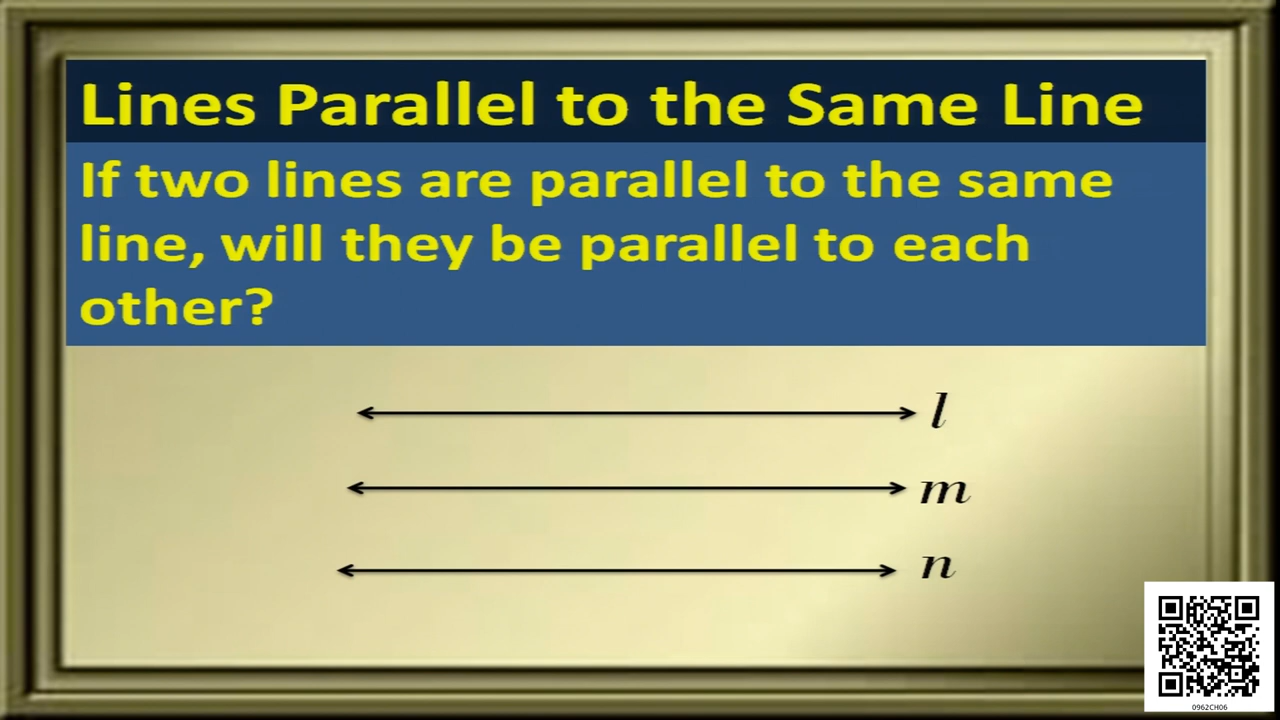 Lines Parallel to the Same Line
If two lines are parallel to the same
line, will they be parallel to each
other?
l
m
n
0962CH06